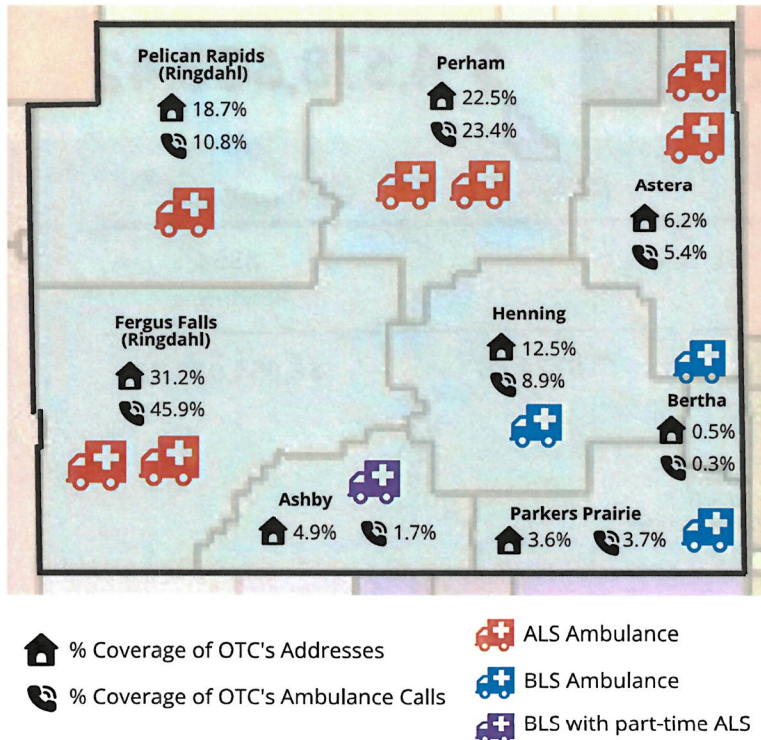 Pelican Rapids
(Ringdahl)
18.7%
10.8%
Perham
22.5%
23.4%
Astera
6.2%
5.4%
Fergus Falls
(Ringdahl)
31.2%
45.9%
Henning
12.5%
8.9%
Bertha
0.5%
0.3%
Ashby
4.9% 1.7%
Parkers Prairie
3.6% 3.7%
% Coverage of OTC's Addresses
% Coverage of OTC's Ambulance Calls
ALS Ambulance
BLS Ambulance
BLS with part-time ALS